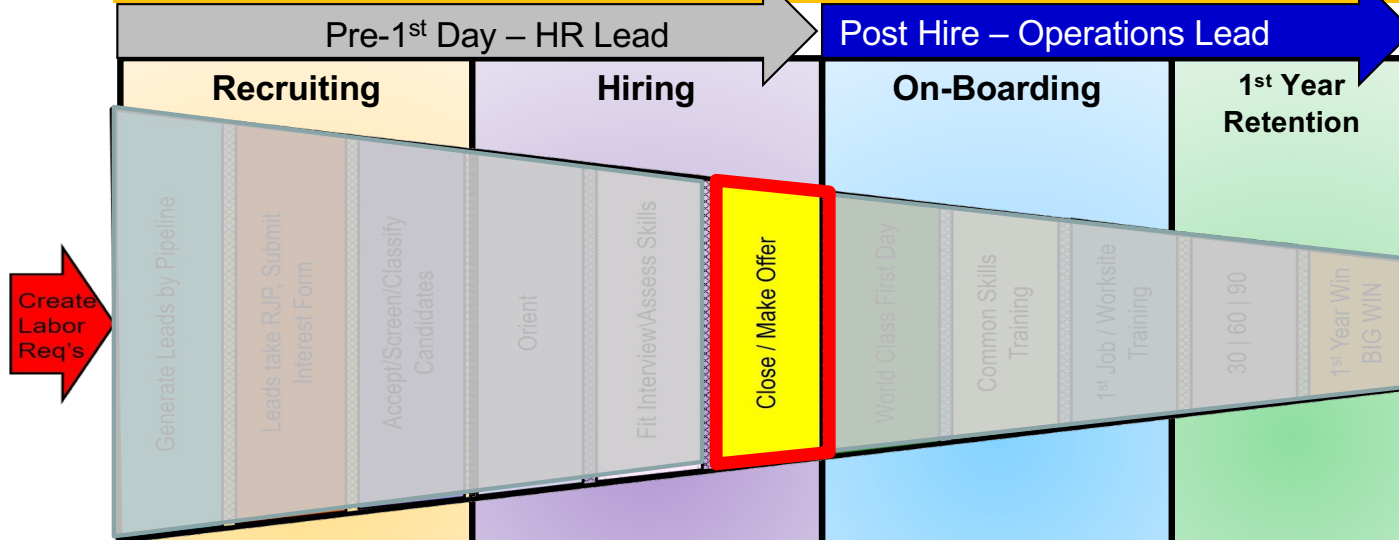 Pre-1st Day – HR Lead
Post Hire – Operations Lead
Recruiting
Hiring
On-Boarding
1st Year
Retention
Create
Labor
Req's
Generate Leads by Pipeline
Leads take RJP, Submit
Interest Form
Accept/Screen/Classify
Candidates
Orient
Fit Interview\Assess Skills
Close / Make Offer
World Class First Day
Common Skills
Training
1st Job / Worksite
Training
30 | 60 | 90
1st Year Win
BIG WIN